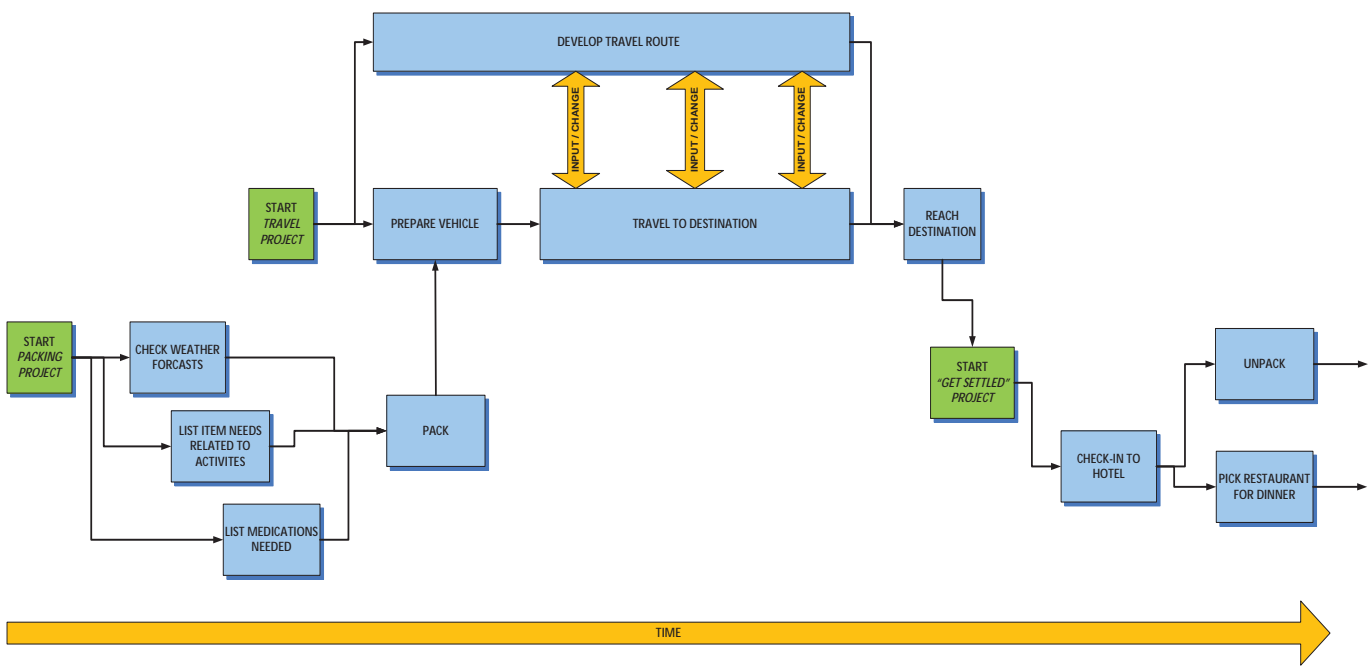 DEVELOP TRAVEL ROUTE
INPUT / CHANGE
INPUT / CHANGE
INPUT / CHANGE
START
TRAVEL
PROJECT
PREPARE VEHICLE
TRAVEL TO DESTINATION
REACH
DESTINATION
START
PACKING
PROJECT
CHECK WEATHER
FORCASTS
LIST ITEM NEEDS
RELATED TO
ACTIVITES
LIST MEDICATIONS
NEEDED
PACK
START
"GET SETTLED"
PROJECT
CHECK-IN TO
HOTEL
UNPACK
PICK RESTAURANT
FOR DINNER
TIME